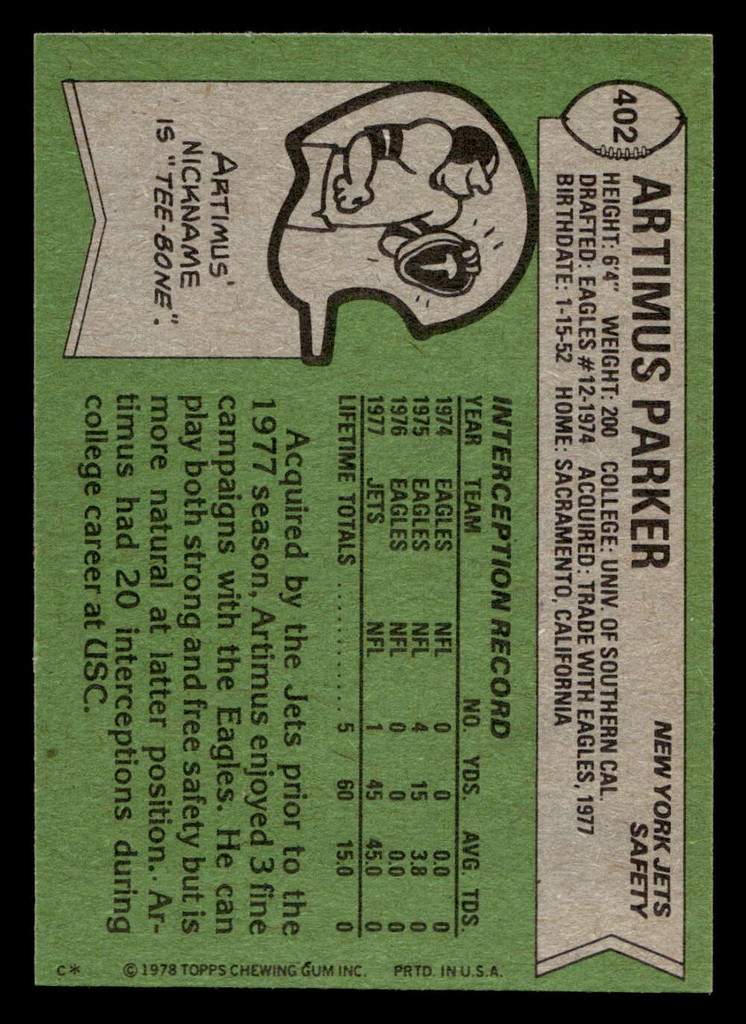 402
ARTIMUS PARKER
NEW YORK JETS
SAFETY
HEIGHT: 6'4" WEIGHT: 200 COLLEGE: UNIV. OF SOUTHERN CAL.
DRAFTED: EAGLES #12-1974 ACQUIRED: TRADE WITH EAGLES, 1977
BIRTHDATE: 1-15-52 HOME: SACRAMENTO, CALIFORNIA
ARTIMUS'
NICKNAME
IS "TEE-BONE".
T
INTERCEPTION RECORD
YEAR TEAM NO. YDS. AVG. TDS.
1974 EAGLES NFL 0 0 0.0 0
1975 EAGLES NFL 4 15 3.8 0
1976 EAGLES NFL 0 0 0.0 0
1977 JETS NFL 1 45 45.0 0
LIFETIME TOTALS ............ 5 60 15.0 0
Acquired by the Jets prior to the
1977 season, Artimus enjoyed 3 fine
campaigns with the Eagles. He can
play both strong and free safety but is
more natural at latter position. Ar-
timus had 20 interceptions during
college career at USC.
C* © 1978 TOPPS CHEWING GUM INC. PRTD. IN U.S.A.